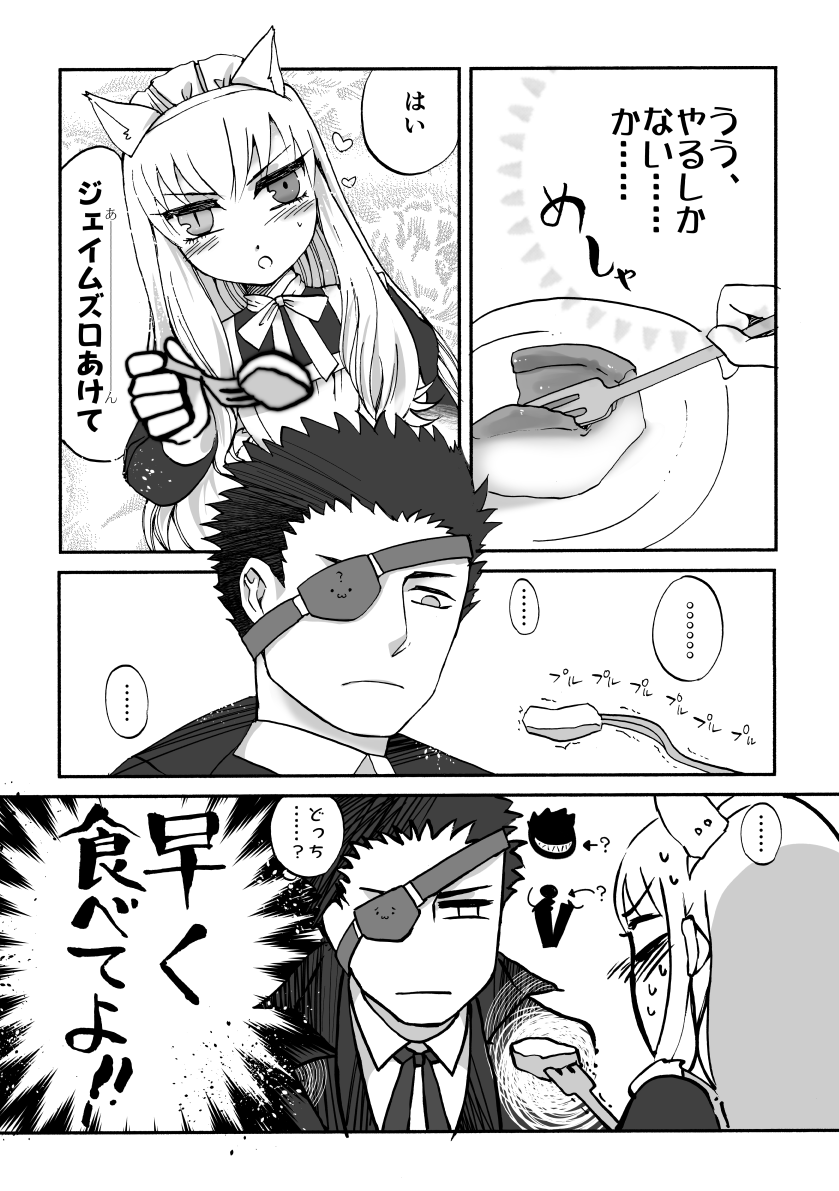 うう、
やるしか
ない………
か……
めしゃ
はい
ジェイムズ口あけて
あ
ん
……
……
プル プル プル プル プル プル
?
……
……
?
?
どっち
……?
早く
食べてよ!!